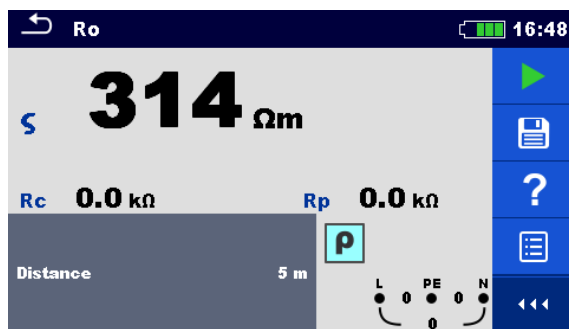 Ro 16:48
ς 314 Ωm
Rc 0.0 kΩ Rp 0.0 kΩ
?
ρ
Distance 5 m
L PE N
0 0
0